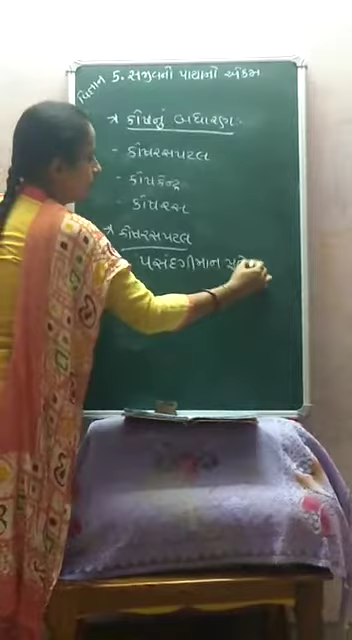 વિજ્ઞાન 5. સજીવનો પાયાનો એકમ
* કોષનું બંધારણ
- કોષરસપટલ
- કોષકેન્દ્ર
- કોષરસ
* કોષરસપટલ
પસંદગીમાન